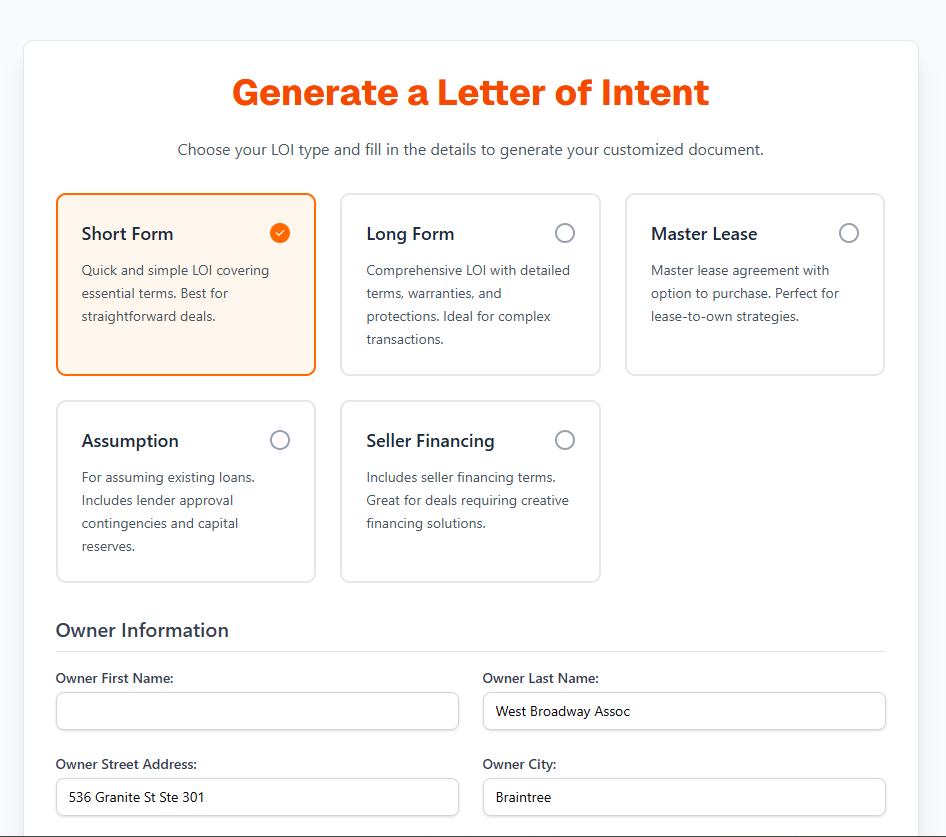 Generate a Letter of Intent
Choose your LOI type and fill in the details to generate your customized document.
Short Form
Quick and simple LOI covering
essential terms. Best for
straightforward deals.
Long Form
Comprehensive LOI with detailed
terms, warranties, and
protections. Ideal for complex
transactions.
Master Lease
Master lease agreement with
option to purchase. Perfect for
lease-to-own strategies.
Assumption
For assuming existing loans.
Includes lender approval
contingencies and capital
reserves.
Seller Financing
Includes seller financing terms.
Great for deals requiring creative
financing solutions.
Owner Information
Owner First Name:
Owner Last Name:
West Broadway Assoc
Owner Street Address:
536 Granite St Ste 301
Owner City:
Braintree